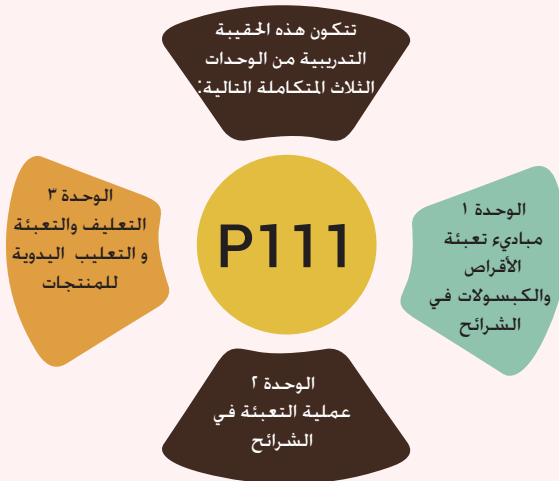 تتكون هذه الحقيبة
التدريبية من الوحدات
الثلاث المتكاملة التالية:
P111
الوحدة ١
مباديء تعبئة
الأقراص
والكبسولات في
الشرائح
الوحدة ٢
عملية التعبئة في
الشرائح
الوحدة ٣
التعليف والتعبئة
و التعليب اليدوية
للمنتجات